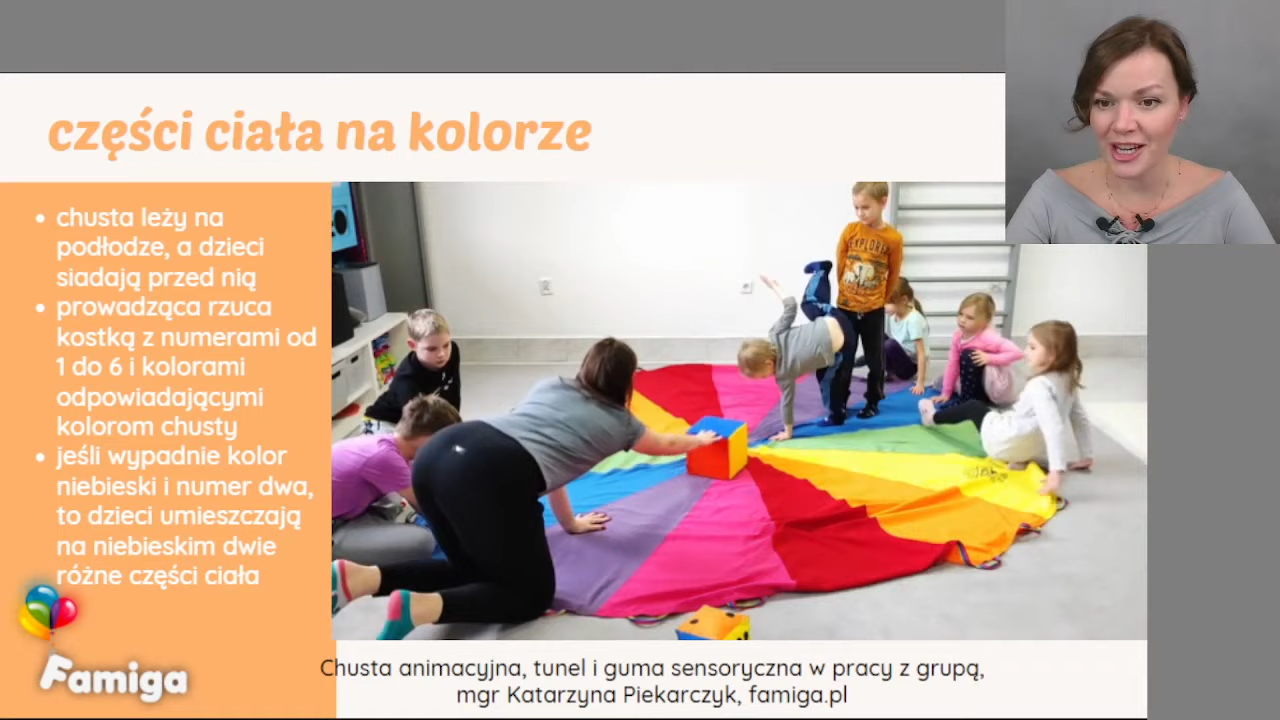 części ciała na kolorze
• chusta leży na
podłodze, a dzieci
siadają przed nią
• prowadząca rzuca
kostką z numerami od
1 do 6 i kolorami
odpowiadającymi
kolorom chusty
• jeśli wypadnie kolor
niebieski i numer dwa,
to dzieci umieszczają
na niebieskim dwie
różne części ciała
EXPLORER
Famiga
Chusta animacyjna, tunel i guma sensoryczna w pracy z grupą,
mgr Katarzyna Piekarczyk, famiga.pl